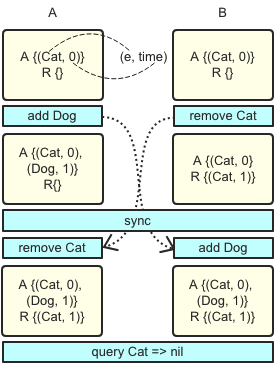 A B
A {(Cat, 0)} (e, time) A {(Cat, 0)}
R {} R {}
add Dog remove Cat
A {(Cat, 0), A {(Cat, 0}
(Dog, 1)} R {(Cat, 1)}
R{}
sync
remove Cat add Dog
A {(Cat, 0), A {(Cat, 0),
(Dog, 1)} (Dog, 1)}
R {(Cat, 1)} R {(Cat, 1)}
query Cat => nil